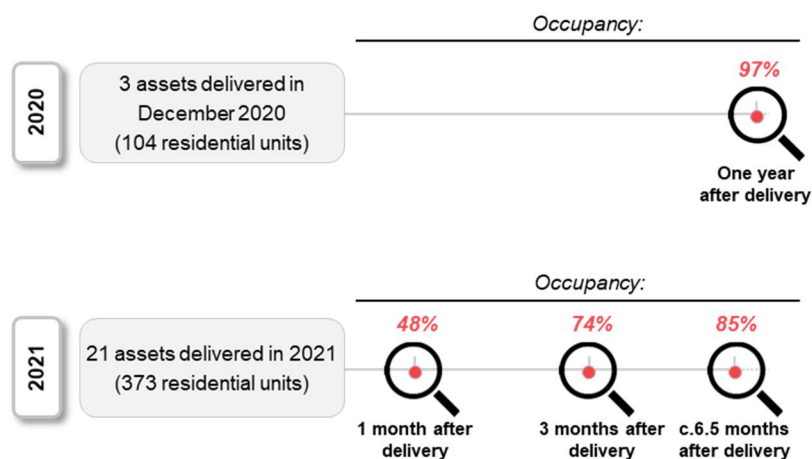 Occupancy:
2020
3 assets delivered in
December 2020
(104 residential units)
97%
One year
after delivery
Occupancy:
2021
21 assets delivered in 2021
(373 residential units)
48%
74%
85%
1 month after
delivery
3 months after
delivery
c.6.5 months
after delivery